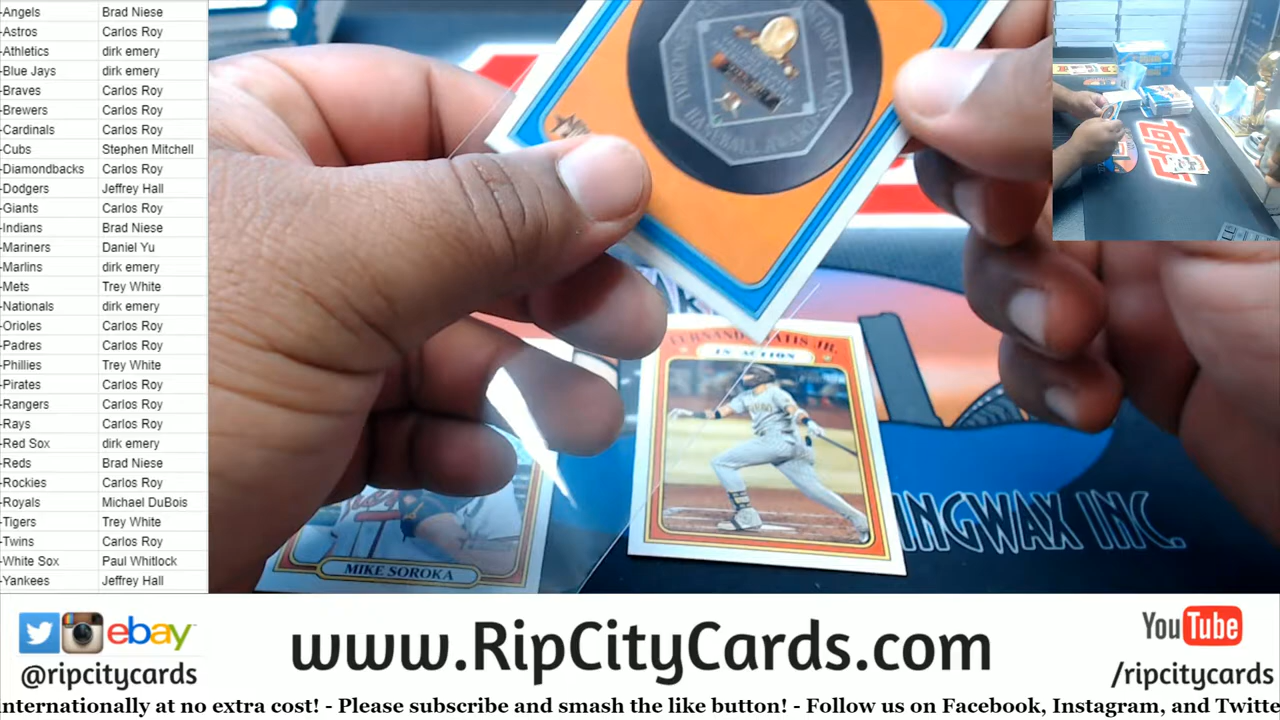 -Angels Brad Niese
-Astros Carlos Roy
-Athletics dirk emery
-Blue Jays dirk emery
-Braves Carlos Roy
-Brewers Carlos Roy
-Cardinals Carlos Roy
-Cubs Stephen Mitchell
-Diamondbacks Carlos Roy
-Dodgers Jeffrey Hall
-Giants Carlos Roy
-Indians Brad Niese
-Mariners Daniel Yu
-Marlins dirk emery
-Mets Trey White
-Nationals dirk emery
-Orioles Carlos Roy
-Padres Carlos Roy
-Phillies Trey White
-Pirates Carlos Roy
-Rangers Carlos Roy
-Rays Carlos Roy
-Red Sox dirk emery
-Reds Brad Niese
-Rockies Carlos Roy
-Royals Michael DuBois
-Tigers Trey White
-Twins Carlos Roy
-White Sox Paul Whitlock
-Yankees Jeffrey Hall
TATIS JR.
IN ACTION
MIKE SOROKA
INGWAX INC.
ebay
@ripcitycards
www.RipCityCards.com
YouTube
/ripcitycards
nternationally at no extra cost! - Please subscribe and smash the like button! - Follow us on Facebook, Instagram, and Twitte